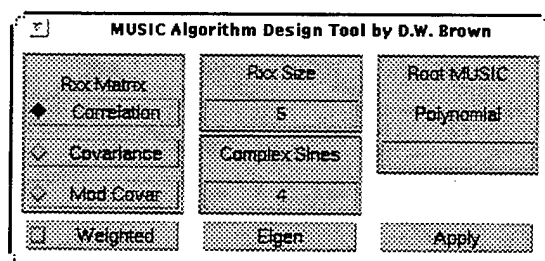 MUSIC Algorithm Design Tool by D.W. Brown
Rxx Matrix
Correlation
Covariance
Mod Covar
Weighted
Rxx Size
5
Complex Sines
4
Eigen
Root MUSIC
Polynomial
Apply